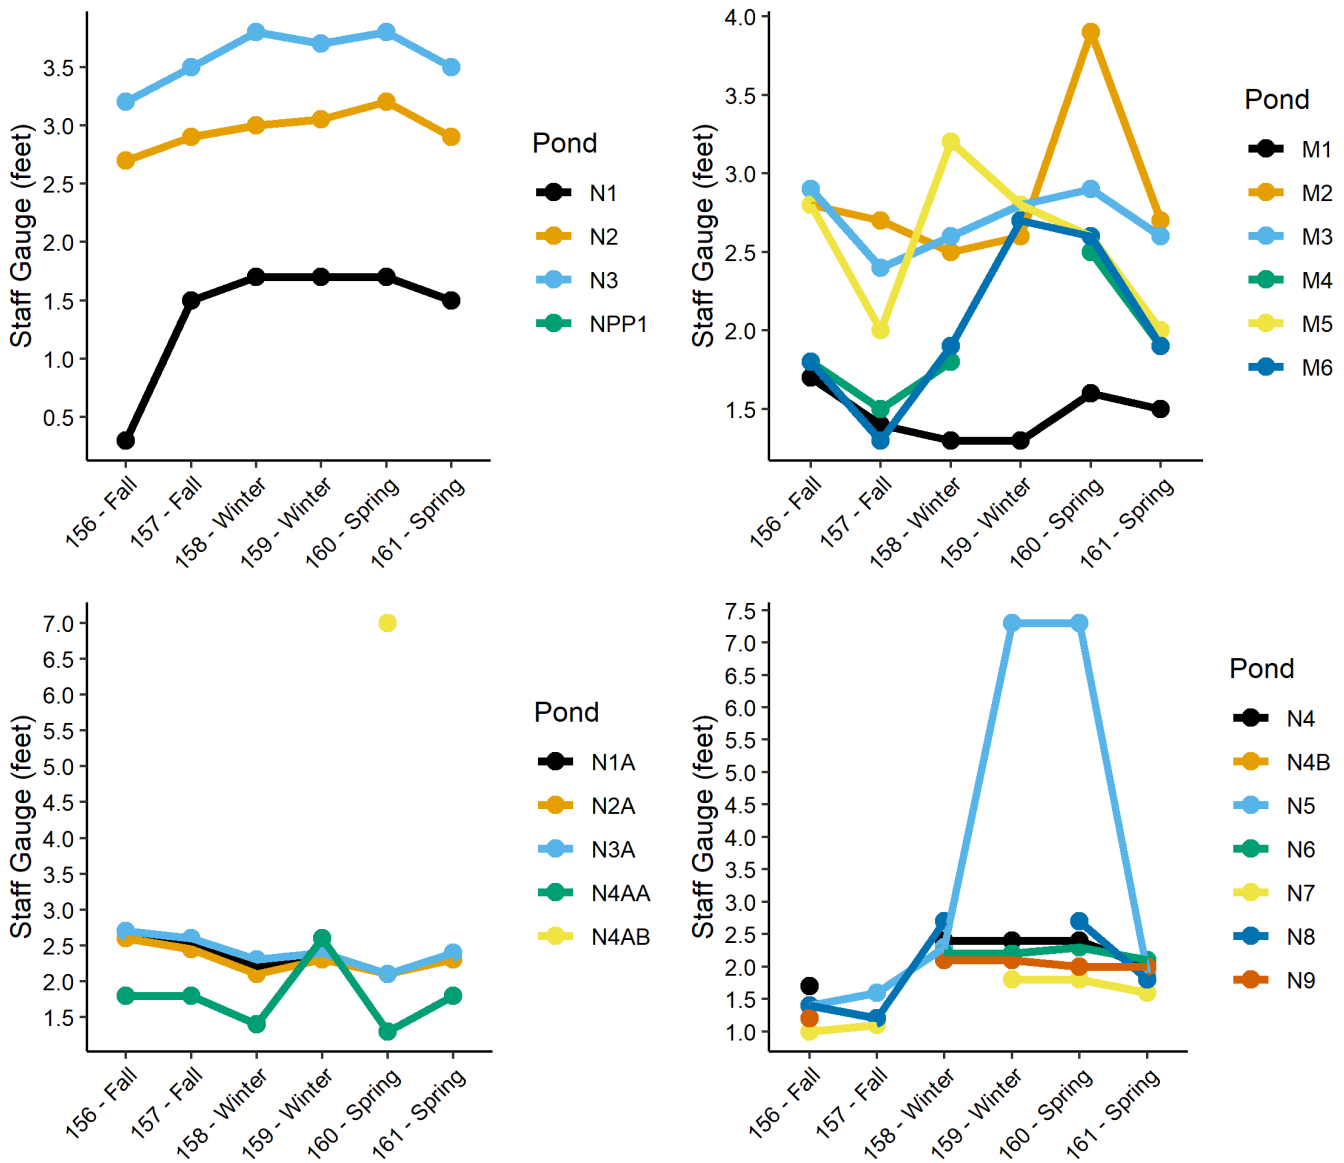 Staff Gauge (feet)
3.5
3.0
2.5
2.0
1.5
1.0
0.5
156 - Fall
157 - Fall
158 - Winter
159 - Winter
160 - Spring
161 - Spring
Pond
N1
N2
N3
NPP1
Staff Gauge (feet)
4.0
3.5
3.0
2.5
2.0
1.5
156 - Fall
157 - Fall
158 - Winter
159 - Winter
160 - Spring
161 - Spring
Pond
M1
M2
M3
M4
M5
M6
Staff Gauge (feet)
7.0
6.5
6.0
5.5
5.0
4.5
4.0
3.5
3.0
2.5
2.0
1.5
156 - Fall
157 - Fall
158 - Winter
159 - Winter
160 - Spring
161 - Spring
Pond
N1A
N2A
N3A
N4AA
N4AB
Staff Gauge (feet)
7.5
7.0
6.5
6.0
5.5
5.0
4.5
4.0
3.5
3.0
2.5
2.0
1.5
1.0
156 - Fall
157 - Fall
158 - Winter
159 - Winter
160 - Spring
161 - Spring
Pond
N4
N4B
N5
N6
N7
N8
N9